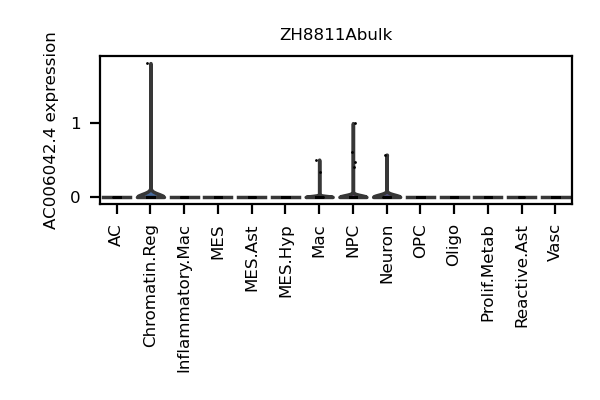 ZH8811Abulk
AC006042.4 expression
1
0
AC
Chromatin.Reg
Inflammatory.Mac
MES
MES.Ast
MES.Hyp
Mac
NPC
Neuron
OPC
Oligo
Prolif.Metab
Reactive.Ast
Vasc